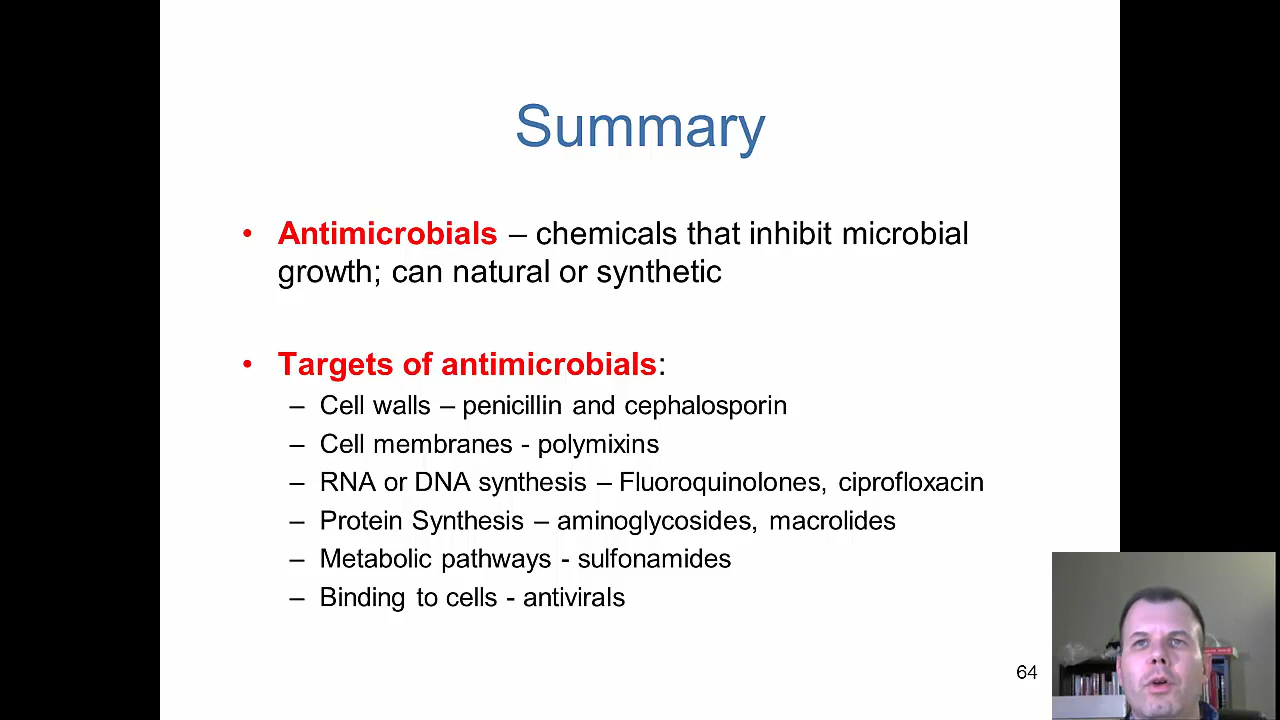 Summary
• Antimicrobials – chemicals that inhibit microbial
growth; can natural or synthetic
• Targets of antimicrobials:
– Cell walls – penicillin and cephalosporin
– Cell membranes - polymixins
– RNA or DNA synthesis – Fluoroquinolones, ciprofloxacin
– Protein Synthesis – aminoglycosides, macrolides
– Metabolic pathways - sulfonamides
– Binding to cells - antivirals
64